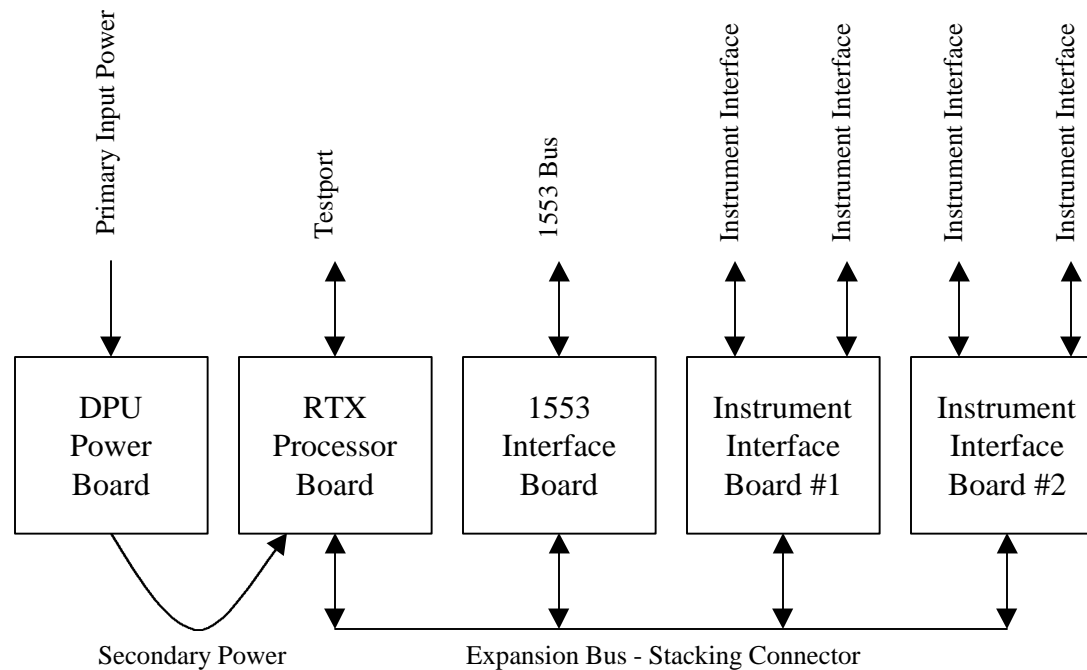 Primary Input Power
Testport
1553 Bus
Instrument Interface
Instrument Interface
Instrument Interface
Instrument Interface
DPU
Power
Board
RTX
Processor
Board
1553
Interface
Board
Instrument
Interface
Board #1
Instrument
Interface
Board #2
Secondary Power
Expansion Bus - Stacking Connector